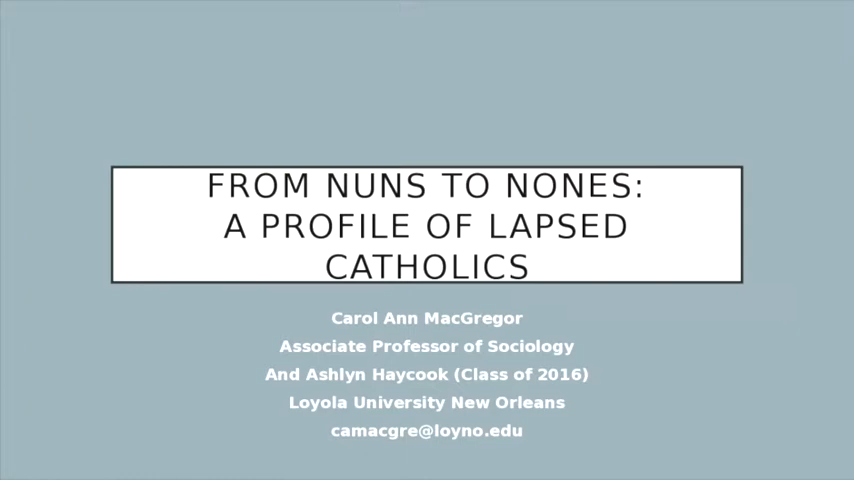 FROM NUNS TO NONES:
A PROFILE OF LAPSED
CATHOLICS
Carol Ann MacGregor
Associate Professor of Sociology
And Ashlyn Haycook (Class of 2016)
Loyola University New Orleans
camacgre@loyno.edu